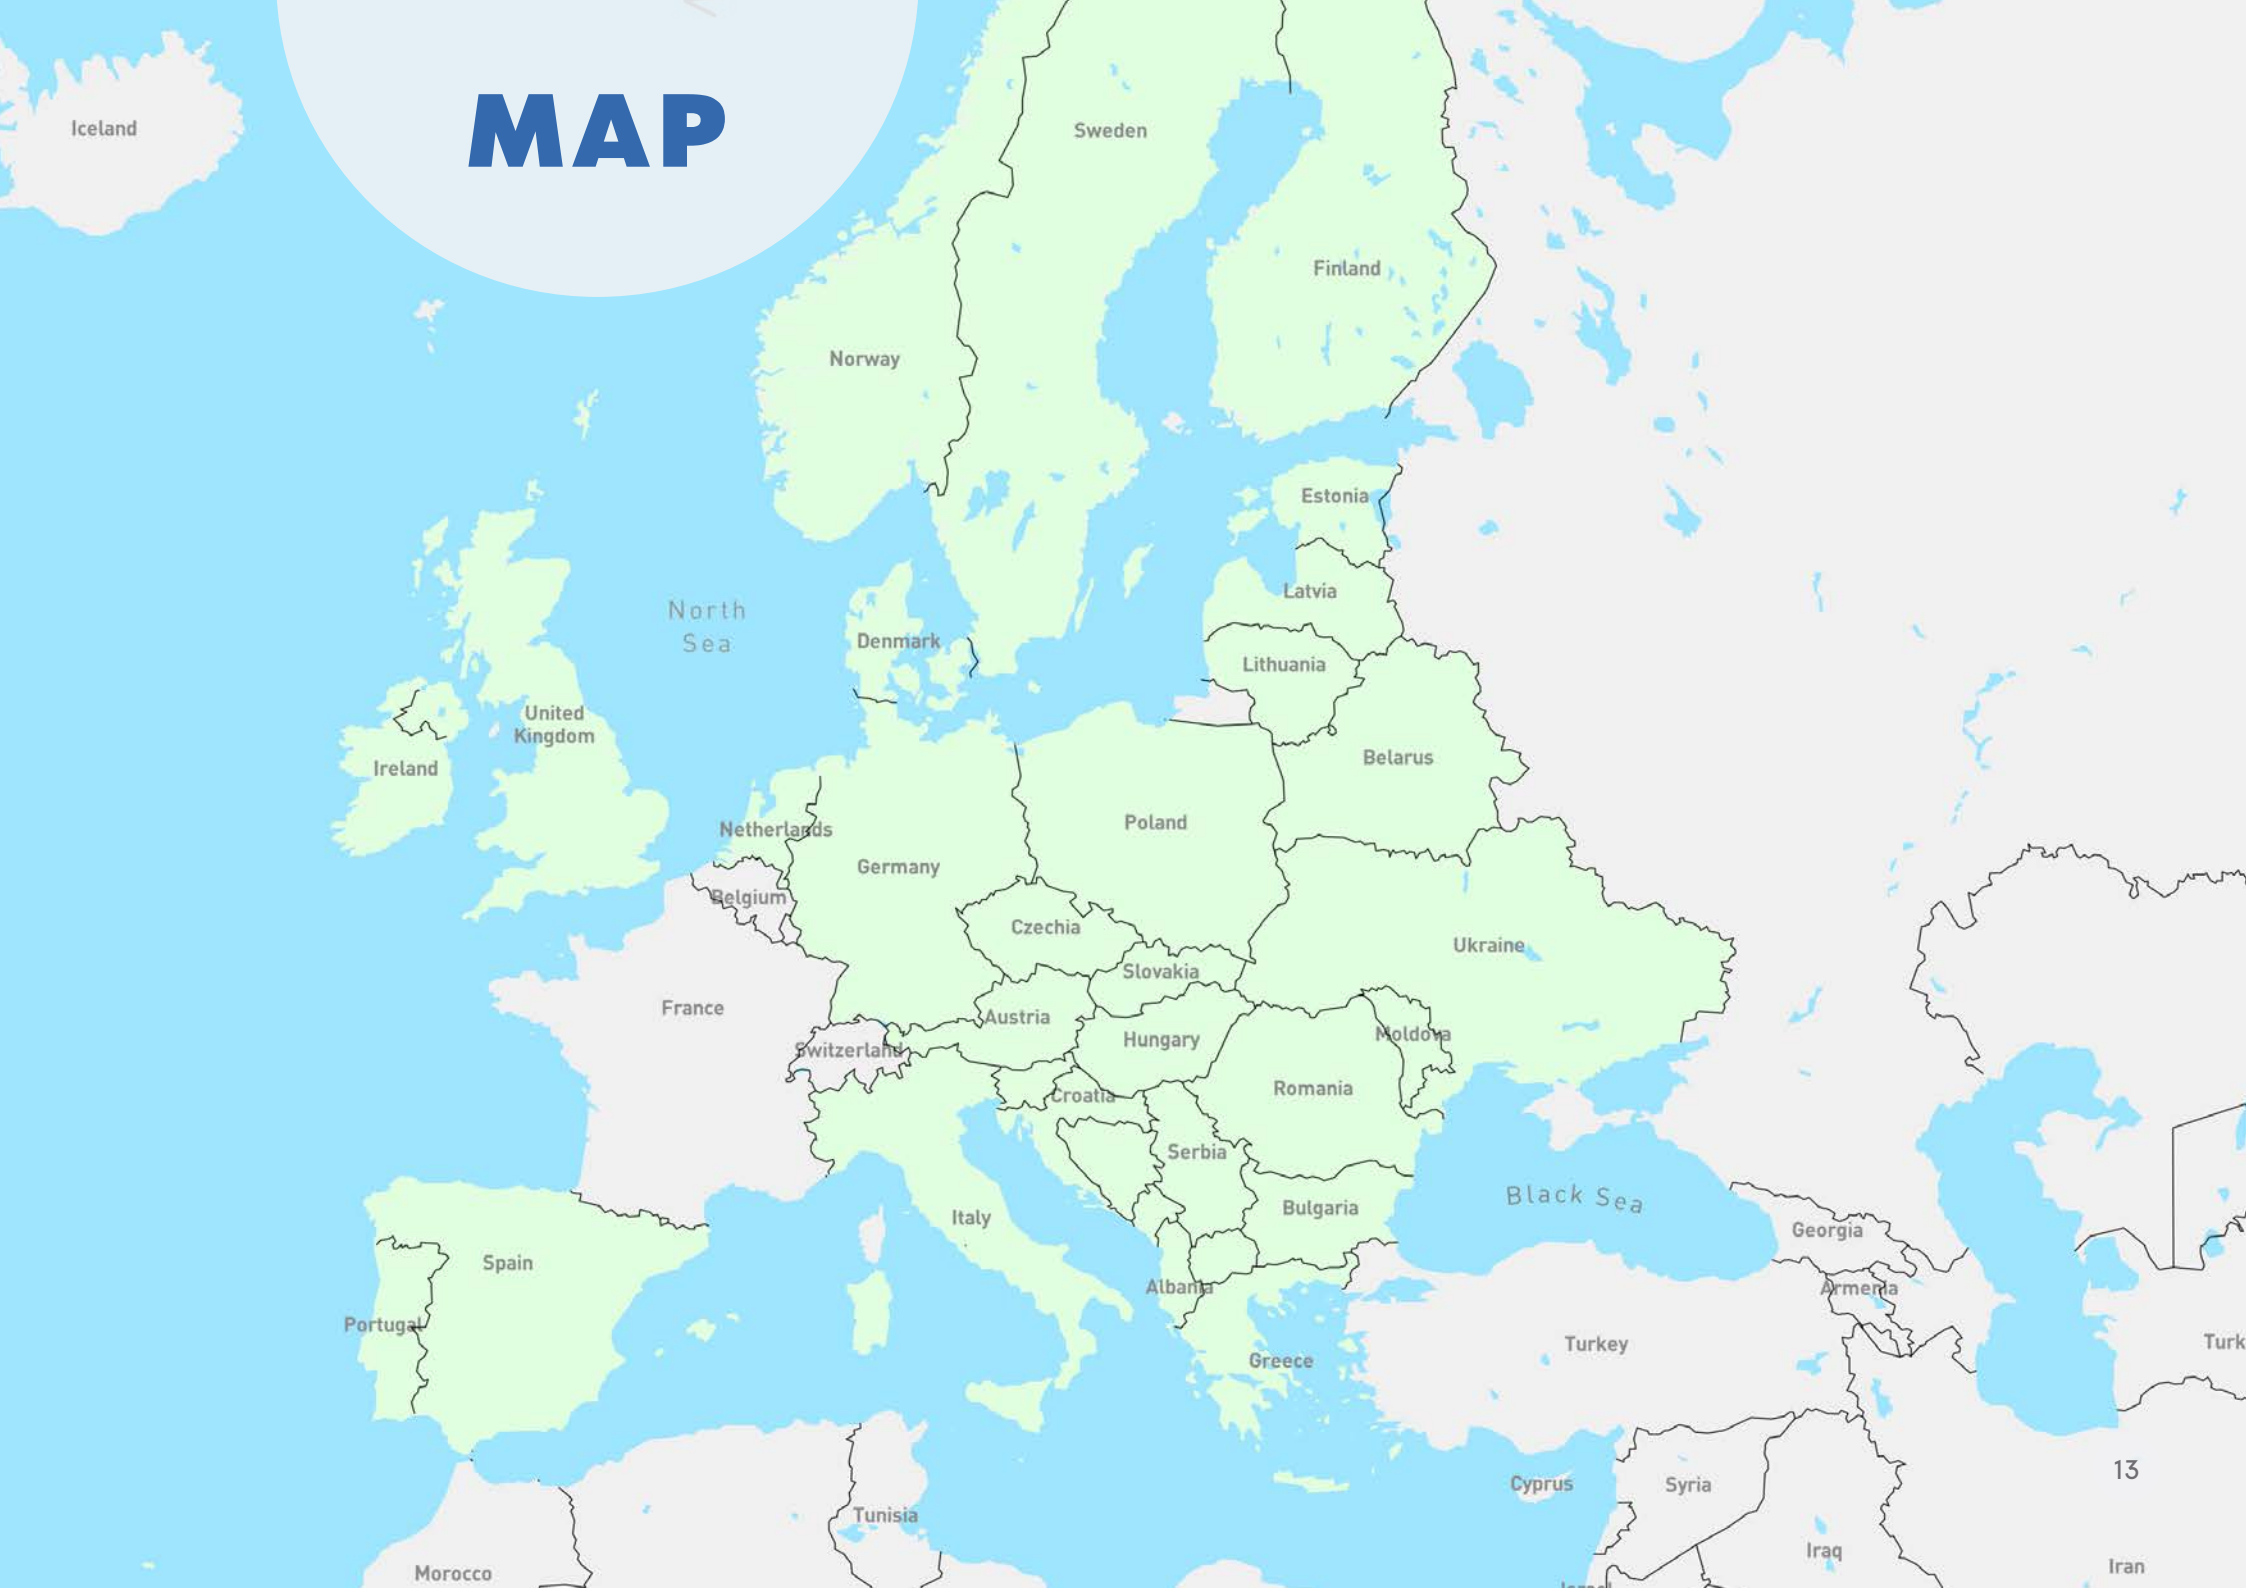 MAP
Iceland
Sweden
Finland
Norway
Estonia
North
Sea
Latvia
Denmark
Lithuania
United
Kingdom
Belarus
Ireland
Poland
Netherlands
Germany
Belgium
Czechia
Ukraine
Slovakia
France
Austria
Moldova
Hungary
Switzerland
Romania
Croatia
Serbia
Black Sea
Bulgaria
Italy
Georgia
Spain
Albania
Armenia
Portugal
Turkey
Turk
Greece
13
Cyprus
Syria
Tunisia
Iraq
Iran
Morocco